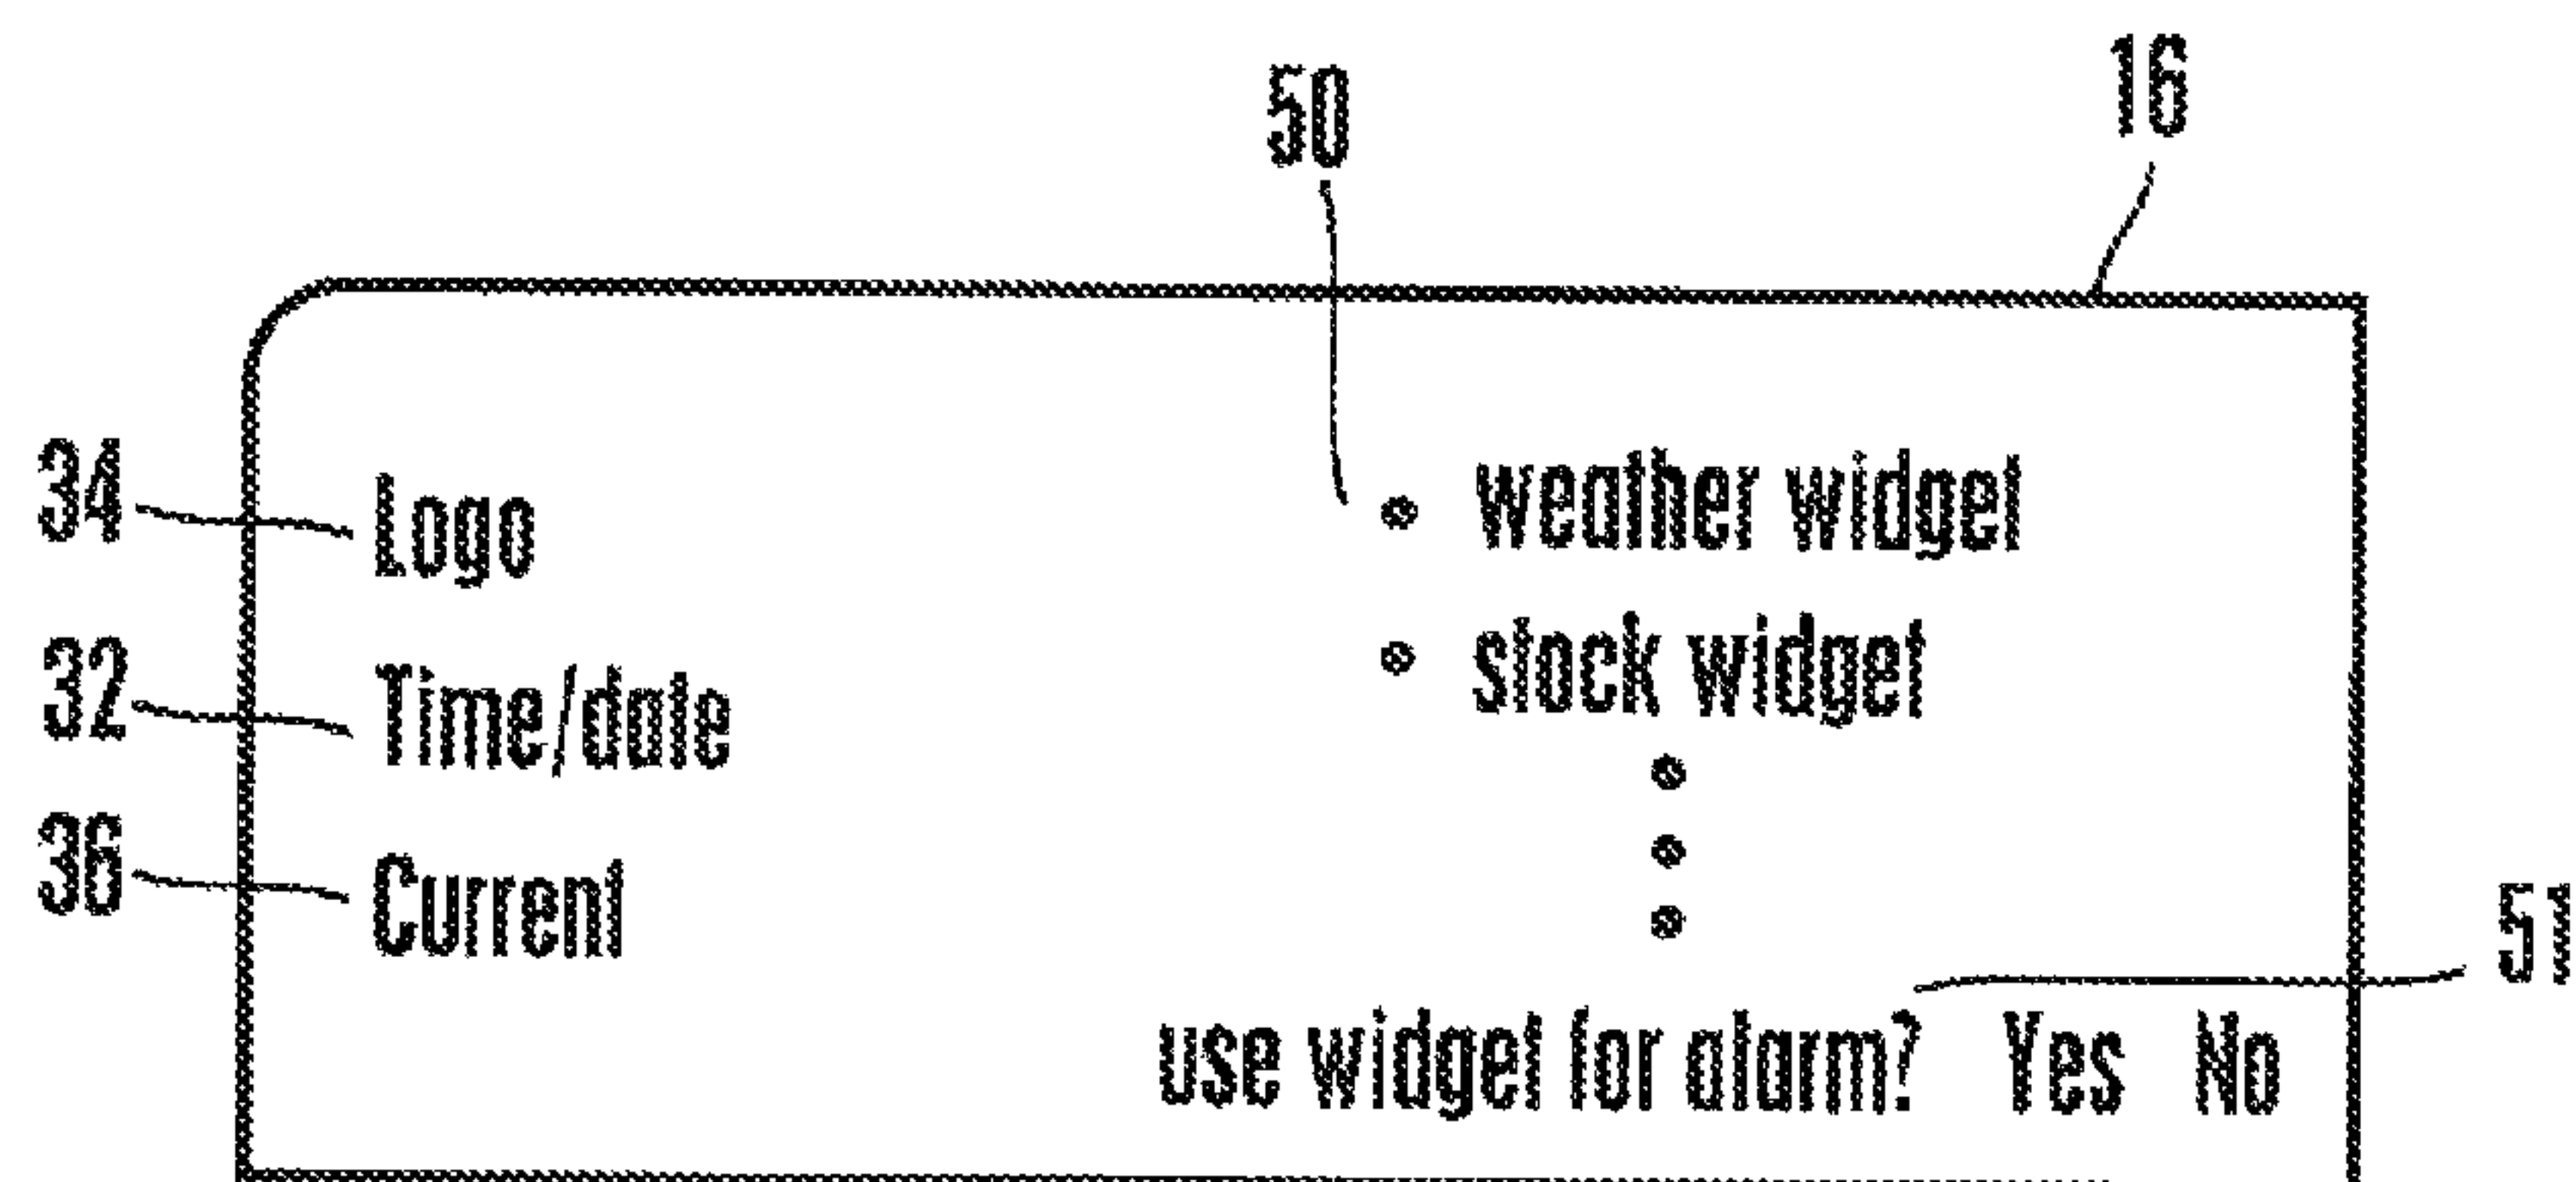 50 16
34 Logo • weather widget
32 Time/date • stock widget
36 Current
51
use widget for alarm? Yes No